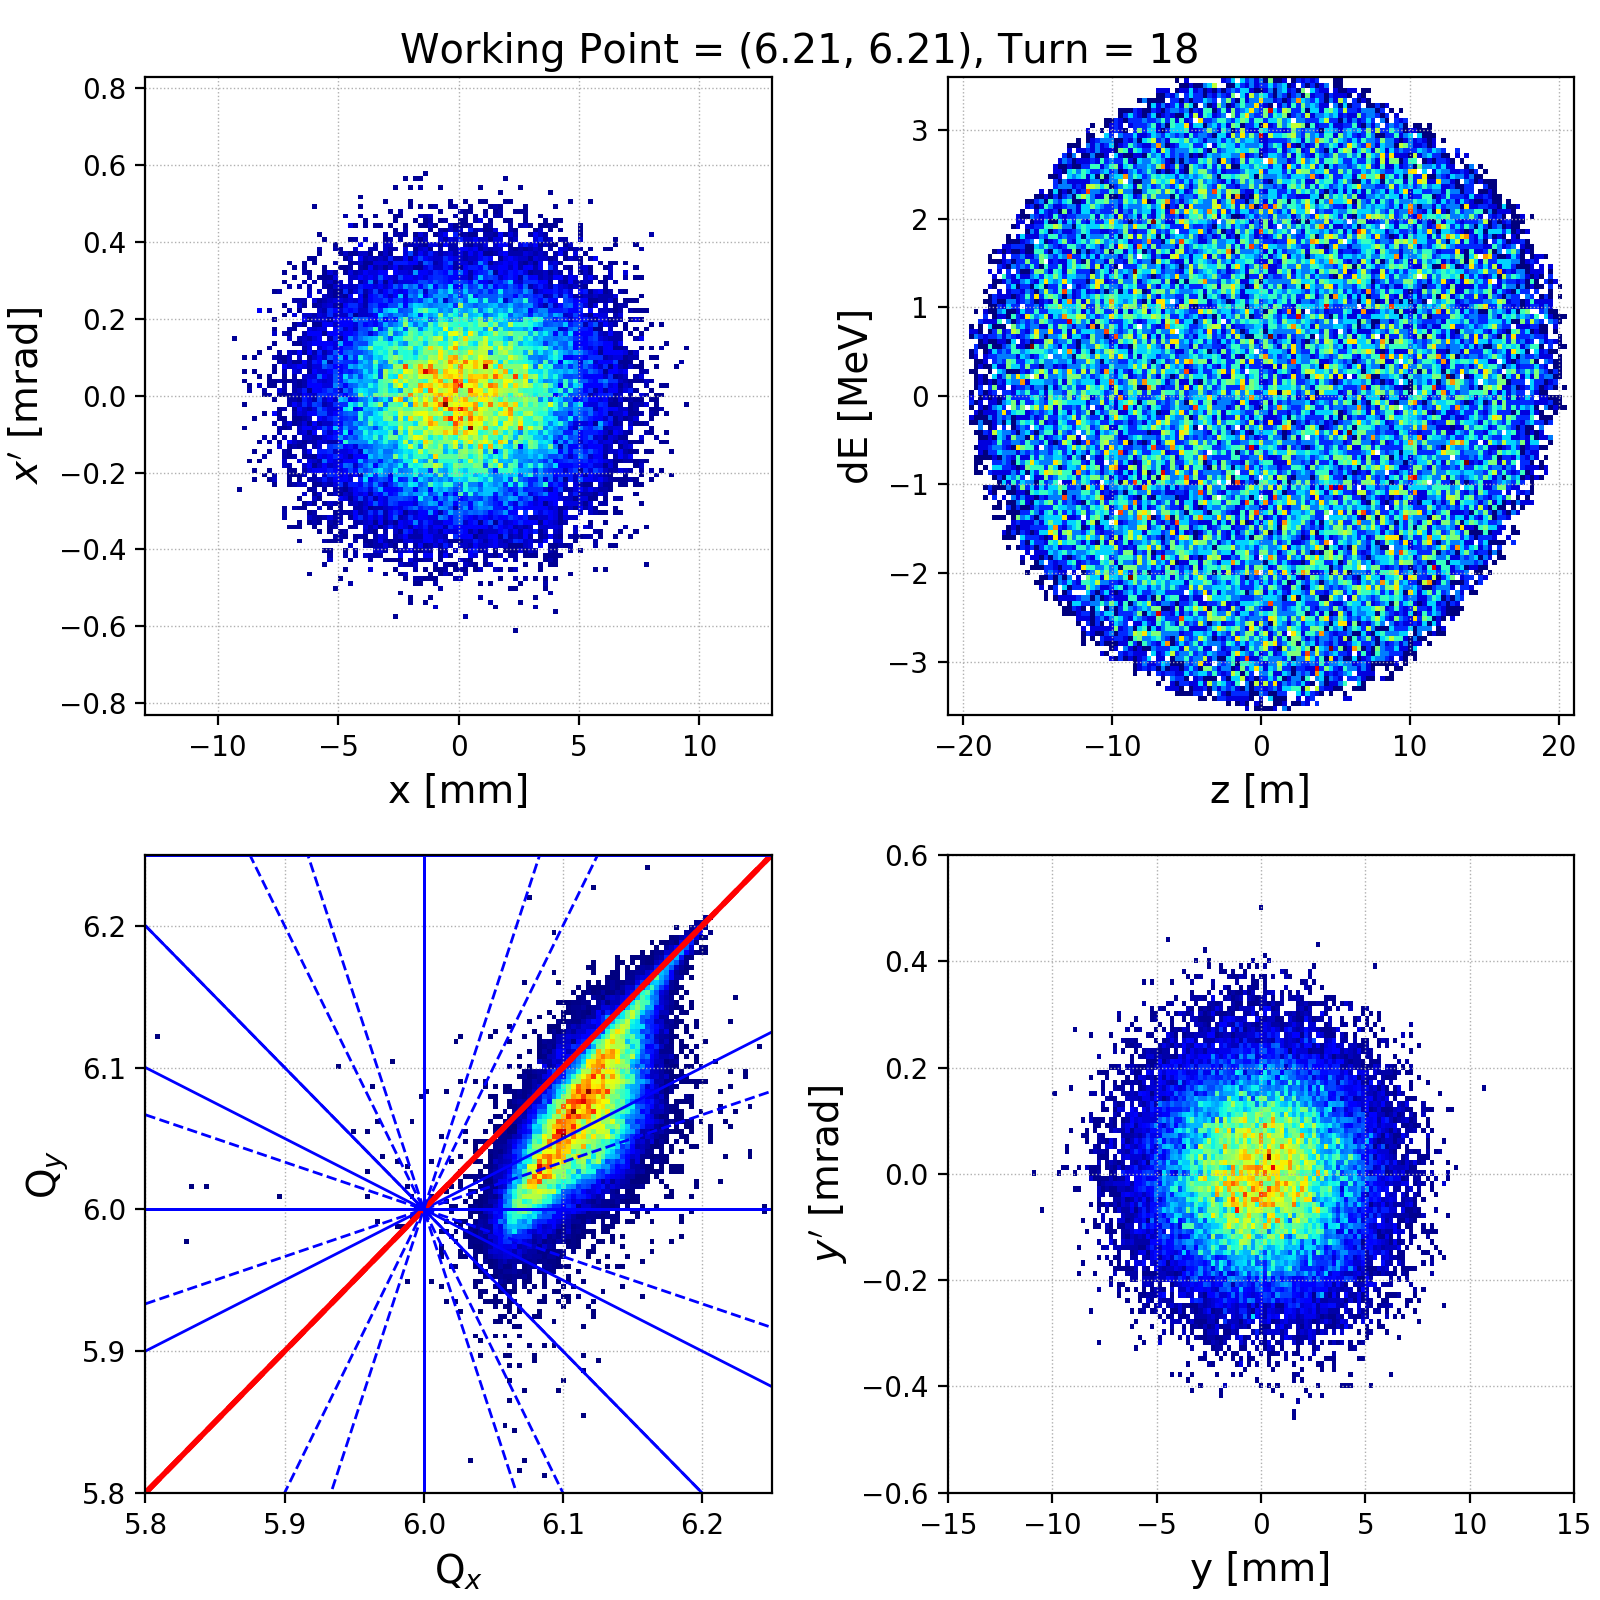 Working Point = (6.21, 6.21), Turn = 18
0.8
0.6
0.4
0.2
0.0
−0.2
−0.4
−0.6
−0.8
x′ [mrad]
−10 −5 0 5 10
x [mm]
3
2
1
0
−1
−2
−3
dE [MeV]
−20 −10 0 10 20
z [m]
6.2
6.1
6.0
5.9
5.8
Qy
5.8 5.9 6.0 6.1 6.2
Qx
0.6
0.4
0.2
0.0
−0.2
−0.4
−0.6
y′ [mrad]
−15 −10 −5 0 5 10 15
y [mm]